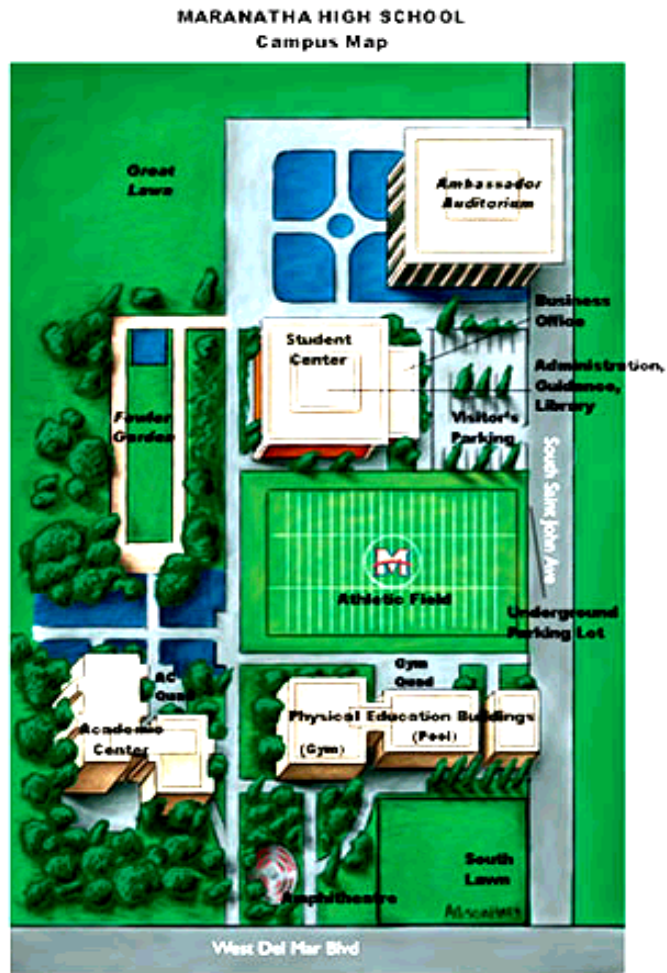 MARANATHA HIGH SCHOOL
Campus Map
Great
Lawn
Ambassador
Auditorium
Business
Office
Student
Center
Administration,
Guidance,
Library
Fowler
Garden
Visitor's
Parking
South Saint John Ave
M
Athletic Field
Underground
Parking Lot
AC
Quad
Gym
Quad
Academic
Center
Physical Education Buildings
(Gym)
(Pool)
South
Lawn
Amphitheatre
West Del Mar Blvd